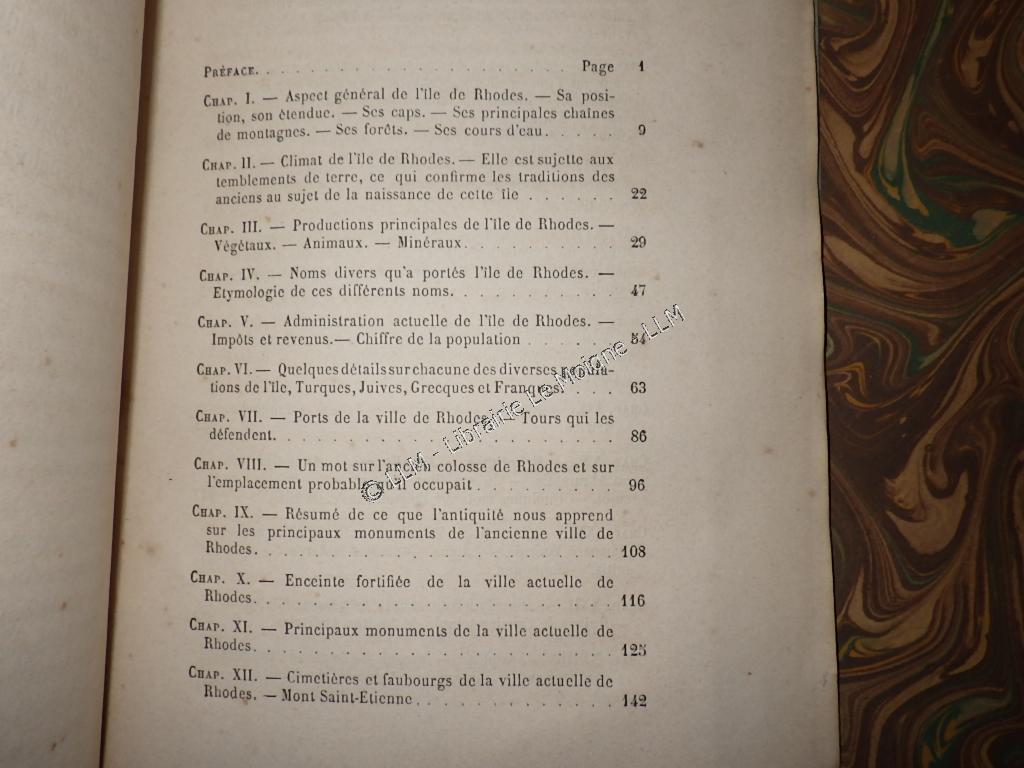 PRÉFACE. . . . . . . . . . . . . . . . . . . . . Page 1
CHAP. I. — Aspect général de l'île de Rhodes. — Sa posi-
tion, son étendue. — Ses caps. — Ses principales chaînes
de montagnes. — Ses forêts. — Ses cours d'eau. . . . . . 9
CHAP. II. — Climat de l'île de Rhodes. — Elle est sujette aux
temblements de terre, ce qui confirme les traditions des
anciens au sujet de la naissance de cette île . . . . . . 22
CHAP. III. — Productions principales de l'île de Rhodes. —
Végétaux. — Animaux. — Minéraux. . . . . . . . . . . 29
CHAP. IV. — Noms divers qu'a portés l'île de Rhodes. —
Etymologie de ces différents noms. . . . . . . . . . . . 47
CHAP. V. — Administration actuelle de l'île de Rhodes. —
Impôts et revenus.— Chiffre de la population . . . . . . 54
CHAP. VI.— Quelques détails sur chacune des diverses popula-
tions de l'île, Turques, Juives, Grecques et Franques. . . . 63
CHAP. VII. — Ports de la ville de Rhodes. — Tours qui les
défendent. . . . . . . . . . . . . . . . . . . . . . . . 86
CHAP. VIII. — Un mot sur l'ancien colosse de Rhodes et sur
l'emplacement probable qu'il occupait . . . . . . . . . . 96
CHAP. IX. — Résumé de ce que l'antiquité nous apprend
sur les principaux monuments de l'ancienne ville de
Rhodes. . . . . . . . . . . . . . . . . . . . . . . . . 108
CHAP. X. — Enceinte fortifiée de la ville actuelle de
Rhodes. . . . . . . . . . . . . . . . . . . . . . . . . 116
CHAP. XI. — Principaux monuments de la ville actuelle de
Rhodes. . . . . . . . . . . . . . . . . . . . . . . . . 125
CHAP. XII. — Cimetières et faubourgs de la ville actuelle de
Rhodes. — Mont Saint-Etienne . . . . . . . . . . . . . 142
© LLM - Librairie Le Moigne - LLM